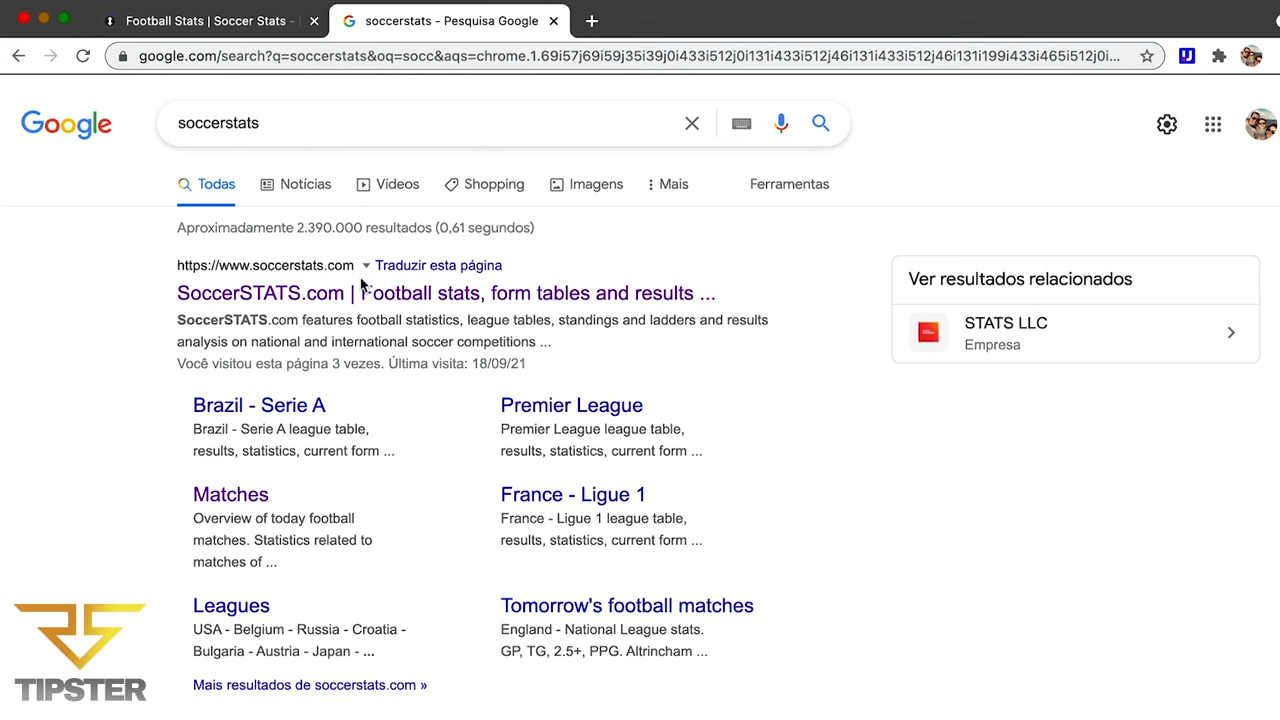 Football Stats | Soccer Stats -
soccerstats - Pesquisa Google
google.com/search?q=soccerstats&oq=socc&aqs=chrome.1.69i57j69i59j35i39j0i433i512j0i131i433i512j46i131i433i512j46i131i199i433i465i512j0i...
Google
soccerstats
Todas
Notícias
Vídeos
Shopping
Imagens
Mais
Ferramentas
Aproximadamente 2.390.000 resultados (0,61 segundos)
https://www.soccerstats.com
Traduzir esta página
SoccerSTATS.com | Football stats, form tables and results ...
SoccerSTATS.com features football statistics, league tables, standings and ladders and results
analysis on national and international soccer competitions ...
Você visitou esta página 3 vezes. Última visita: 18/09/21
Brazil - Serie A
Brazil - Serie A league table,
results, statistics, current form ...
Premier League
Premier League league table,
results, statistics, current form ...
Matches
Overview of today football
matches. Statistics related to
matches of ...
France - Ligue 1
France - Ligue 1 league table,
results, statistics, current form ...
Leagues
USA - Belgium - Russia - Croatia -
Bulgaria - Austria - Japan - ...
Tomorrow's football matches
England - National League stats.
GP, TG, 2.5+, PPG. Altrincham ...
Mais resultados de soccerstats.com »
Ver resultados relacionados
STATS LLC
Empresa
TIPSTER